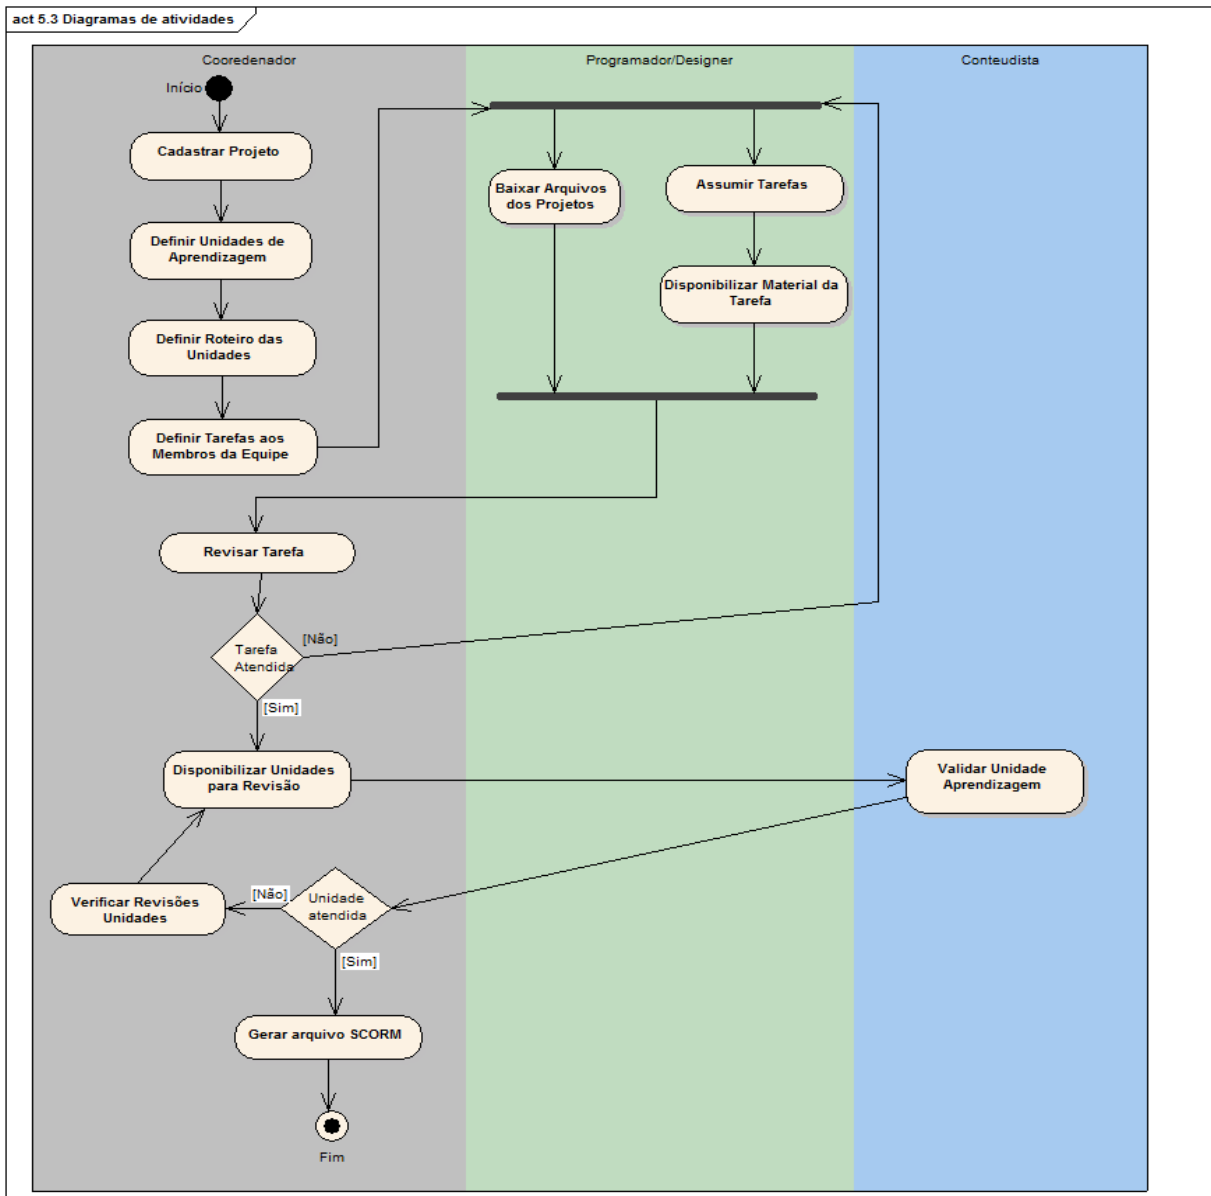 act 5.3 Diagramas de atividades
Cooredenador
Programador/Designer
Conteudista
Início
Cadastrar Projeto
Definir Unidades de
Aprendizagem
Definir Roteiro das
Unidades
Definir Tarefas aos
Membros da Equipe
Baixar Arquivos
dos Projetos
Assumir Tarefas
Disponibilizar Material da
Tarefa
Revisar Tarefa
Tarefa
Atendida
[Não]
[Sim]
Disponibilizar Unidades
para Revisão
Validar Unidade
Aprendizagem
Verificar Revisões
Unidades
[Não]
Unidade
atendida
[Sim]
Gerar arquivo SCORM
Fim